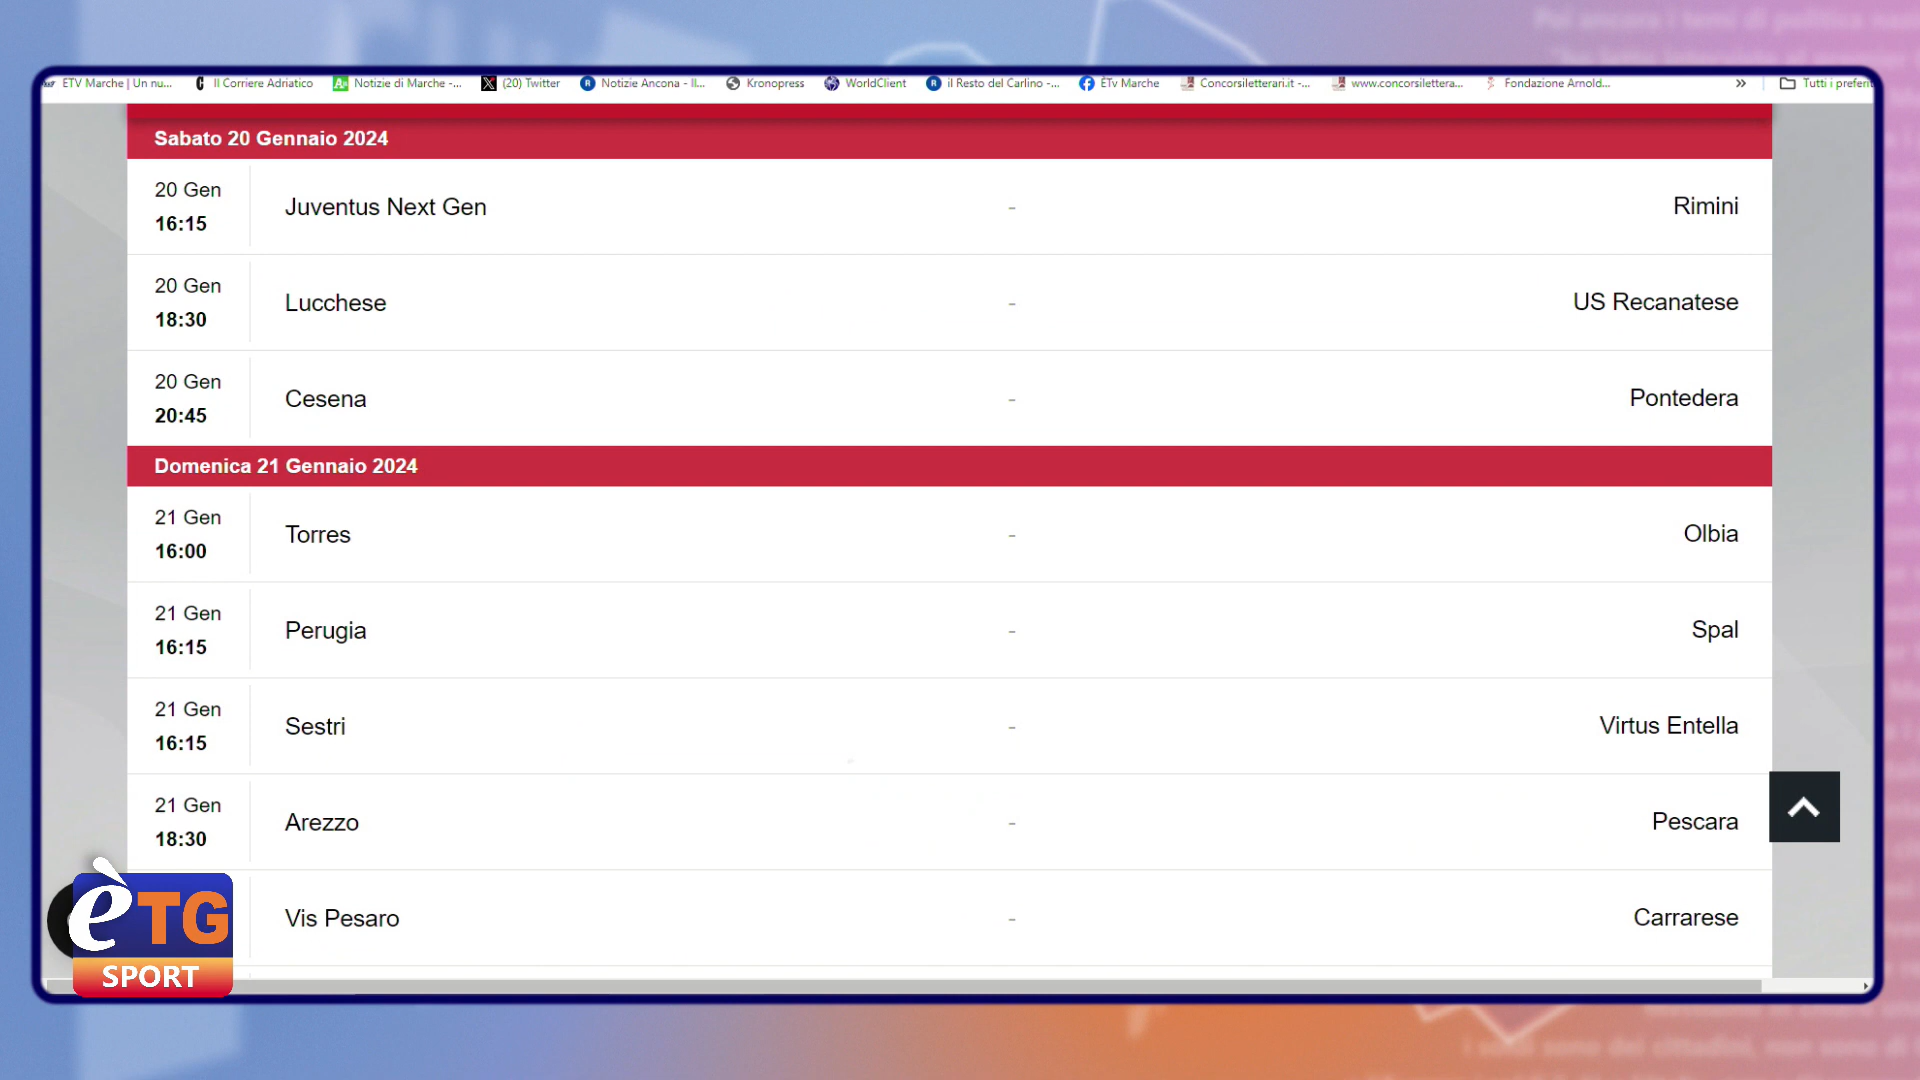 ETV Marche | Un nu... Il Corriere Adriatico Notizie di Marche -... (20) Twitter Notizie Ancona - Il... Kronopress WorldClient il Resto del Carlino -... ÈTv Marche Concorsiletterari.it -... www.concorsilettera... Fondazione Arnold... » Tutti i preferit
Sabato 20 Gennaio 2024
20 Gen
16:15
Juventus Next Gen - Rimini
20 Gen
18:30
Lucchese - US Recanatese
20 Gen
20:45
Cesena - Pontedera
Domenica 21 Gennaio 2024
21 Gen
16:00
Torres - Olbia
21 Gen
16:15
Perugia - Spal
21 Gen
16:15
Sestri - Virtus Entella
21 Gen
18:30
Arezzo - Pescara
Vis Pesaro - Carrarese
èTG
SPORT